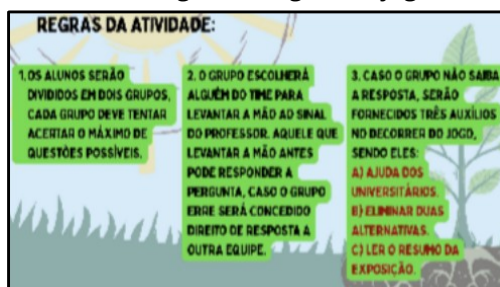 REGRAS DA ATIVIDADE:
1. OS ALUNOS SERÃO
DIVIDIDOS EM DOIS GRUPOS,
CADA GRUPO DEVE TENTAR
ACERTAR O MÁXIMO DE
QUESTÕES POSSÍVEIS.
2. O GRUPO ESCOLHERÁ
ALGUÉM DO TIME PARA
LEVANTAR A MÃO AO SINAL
DO PROFESSOR. AQUELE QUE
LEVANTAR A MÃO ANTES
PODE RESPONDER A
PERGUNTA, CASO O GRUPO
ERRE SERÁ CONCEDIDO
DIREITO DE RESPOSTA A
OUTRA EQUIPE.
3. CASO O GRUPO NÃO SAIBA
A RESPOSTA, SERÃO
FORNECIDOS TRÊS AUXÍLIOS
NO DECORRER DO JOGO,
SENDO ELES:
A) AJUDA DOS
UNIVERSITÁRIOS.
B) ELIMINAR DUAS
ALTERNATIVAS.
C) LER O RESUMO DA
EXPOSIÇÃO.